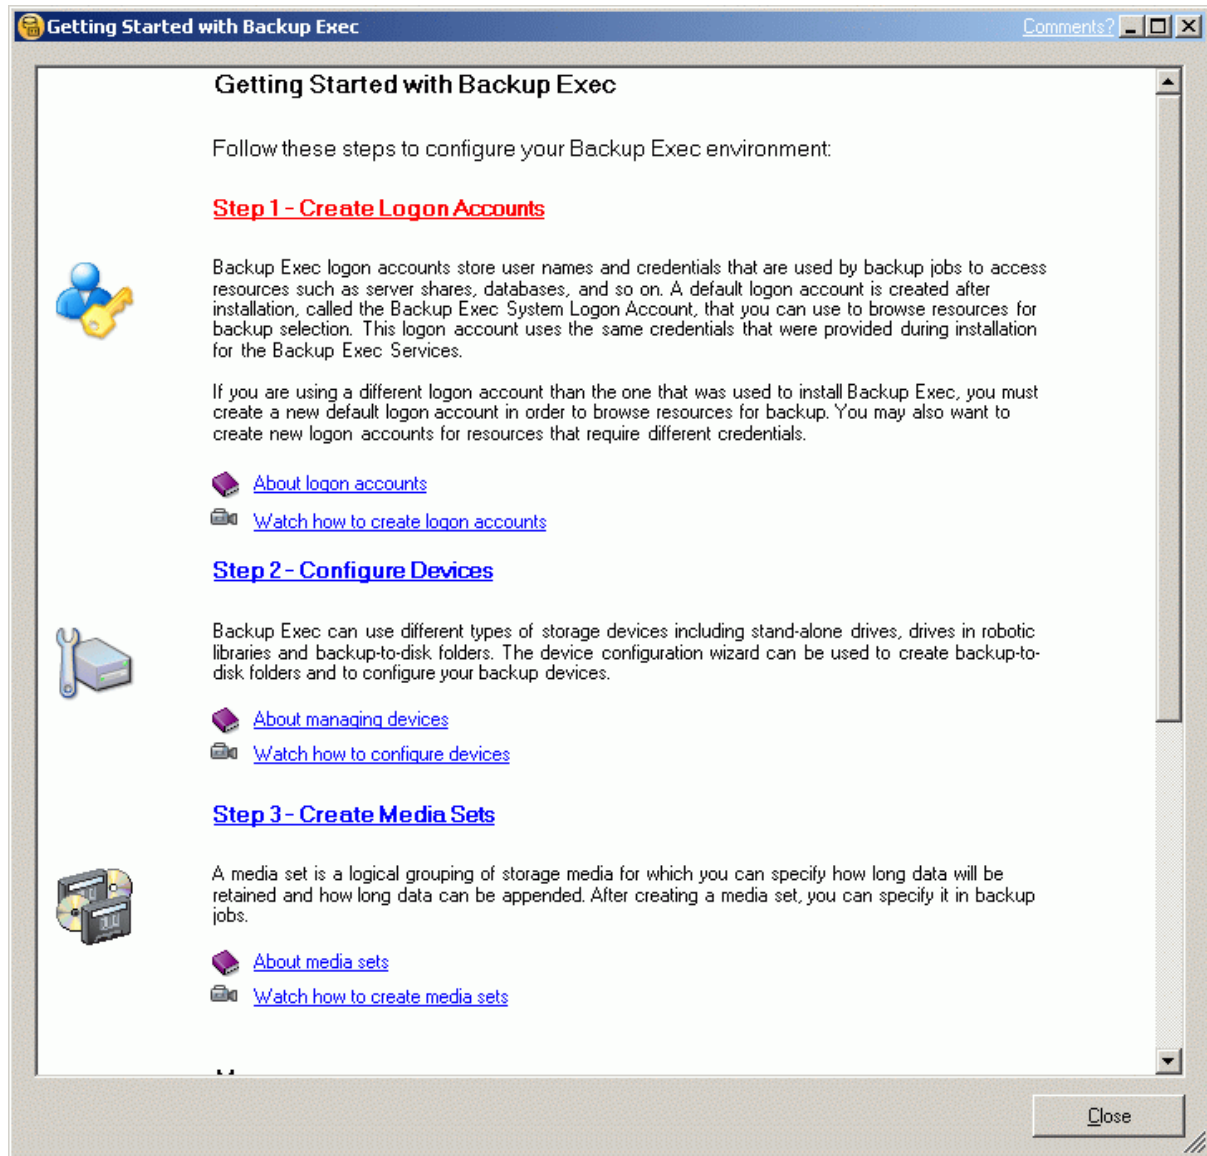 Getting Started with Backup Exec
Comments?
Getting Started with Backup Exec
Follow these steps to configure your Backup Exec environment:
Step 1 - Create Logon Accounts
Backup Exec logon accounts store user names and credentials that are used by backup jobs to access
resources such as server shares, databases, and so on. A default logon account is created after
installation, called the Backup Exec System Logon Account, that you can use to browse resources for
backup selection. This logon account uses the same credentials that were provided during installation
for the Backup Exec Services.
If you are using a different logon account than the one that was used to install Backup Exec, you must
create a new default logon account in order to browse resources for backup. You may also want to
create new logon accounts for resources that require different credentials.
About logon accounts
Watch how to create logon accounts
Step 2 - Configure Devices
Backup Exec can use different types of storage devices including stand-alone drives, drives in robotic
libraries and backup-to-disk folders. The device configuration wizard can be used to create backup-to-
disk folders and to configure your backup devices.
About managing devices
Watch how to configure devices
Step 3 - Create Media Sets
A media set is a logical grouping of storage media for which you can specify how long data will be
retained and how long data can be appended. After creating a media set, you can specify it in backup
jobs.
About media sets
Watch how to create media sets
Close